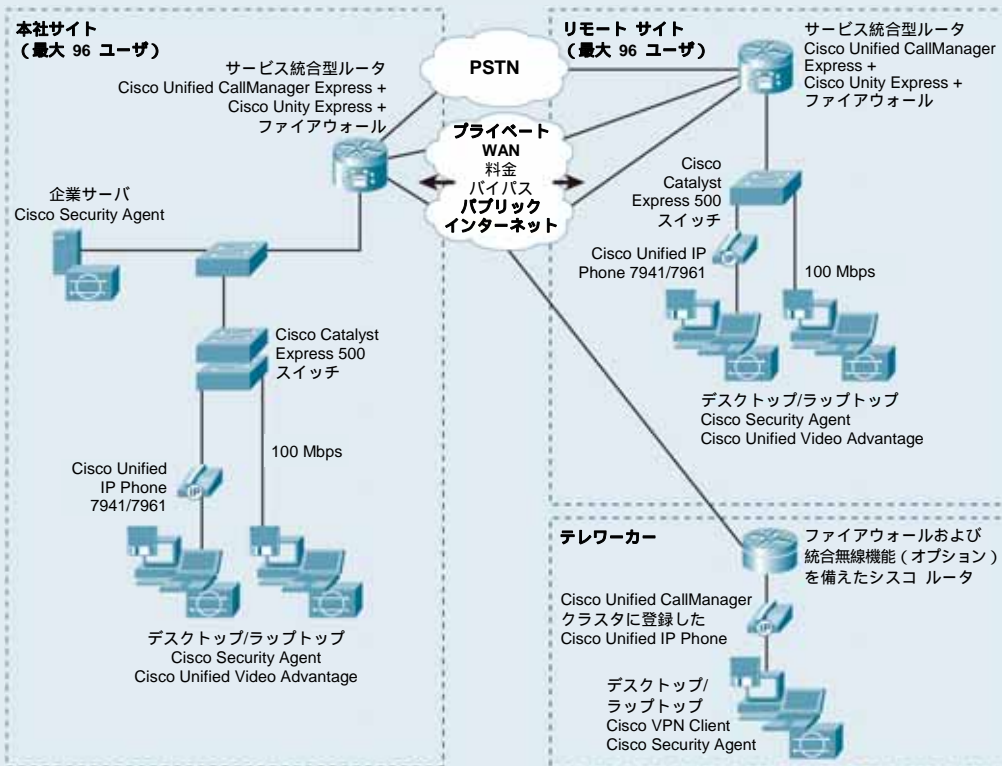 本社サイト
（最大 96 ユーザ）
サービス統合型ルータ
Cisco Unified CallManager Express +
Cisco Unity Express +
ファイアウォール
企業サーバ
Cisco Security Agent
Cisco Catalyst
Express 500
スイッチ
100 Mbps
Cisco Unified
IP Phone
7941/7961
IP
デスクトップ/ラップトップ
Cisco Security Agent
Cisco Unified Video Advantage
PSTN
プライベート
WAN
料金
バイパス
パブリック
インターネット
リモート サイト
（最大 96 ユーザ）
サービス統合型ルータ
Cisco Unified CallManager
Express +
Cisco Unity Express +
ファイアウォール
Cisco
Catalyst
Express 500
スイッチ
Cisco Unified IP
Phone 7941/7961
IP
100 Mbps
デスクトップ/ラップトップ
Cisco Security Agent
Cisco Unified Video Advantage
テレワーカー
ファイアウォールおよび
統合無線機能（オプション）
を備えたシスコ ルータ
Cisco Unified CallManager
クラスタに登録した
Cisco Unified IP Phone
IP
デスクトップ/
ラップトップ
Cisco VPN Client
Cisco Security Agent